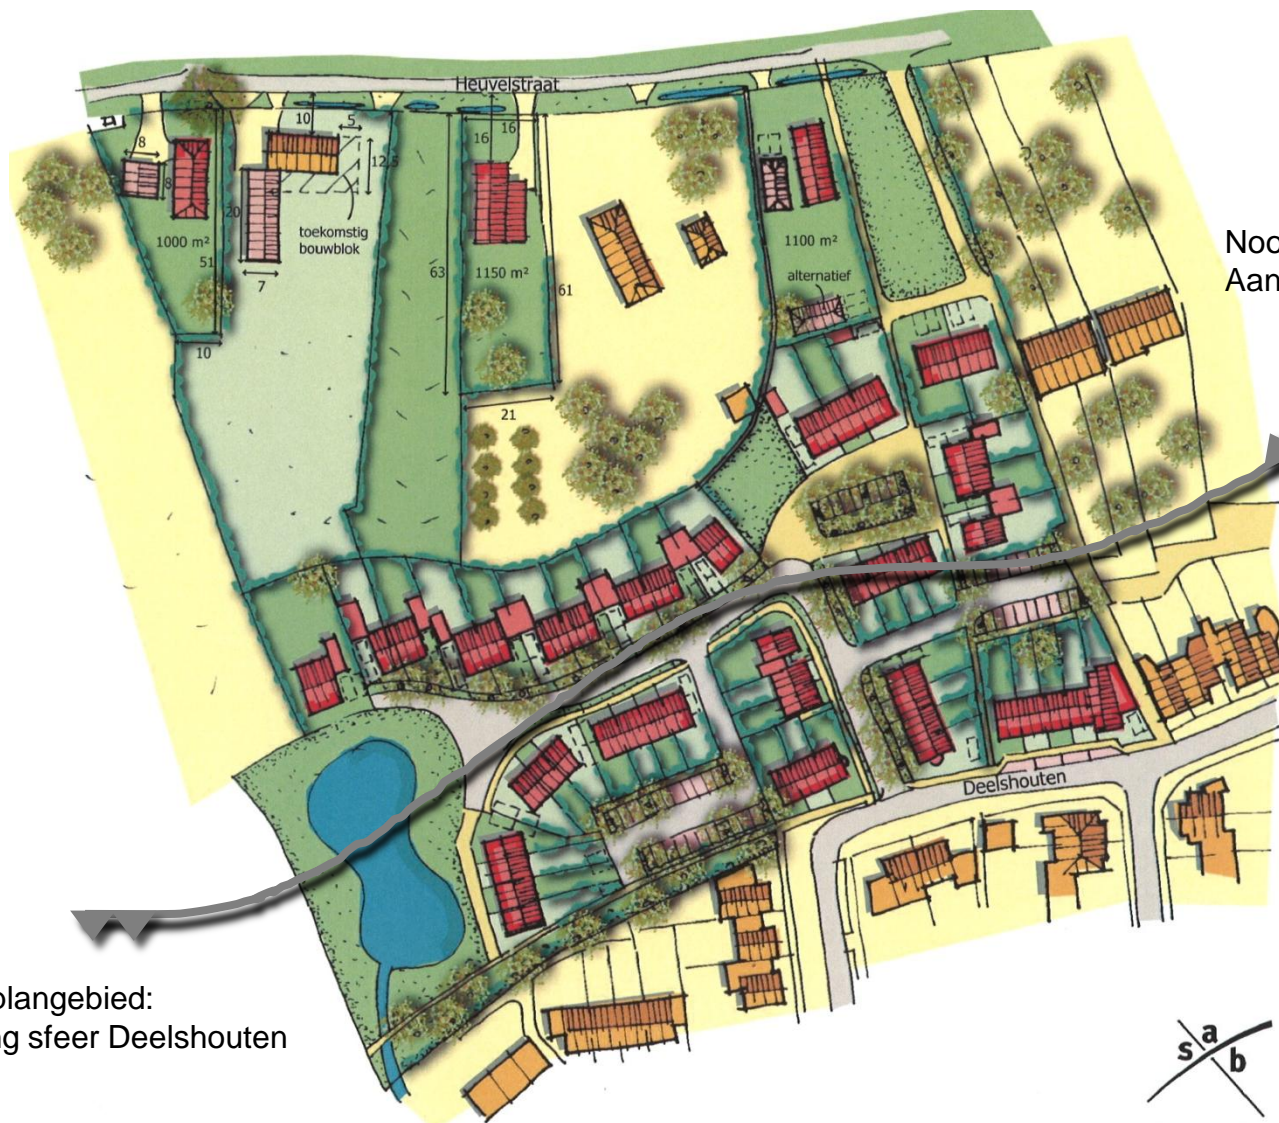 Heuvelstraat
10
5
16
16
8
12,5
8
20
toekomstig
bouwblok
1000 m²
51
7
63
1150 m²
61
1100 m²
alternatief
10
21
Noo
Aan
Deelshouten
plangebied:
ng sfeer Deelshouten
s a b